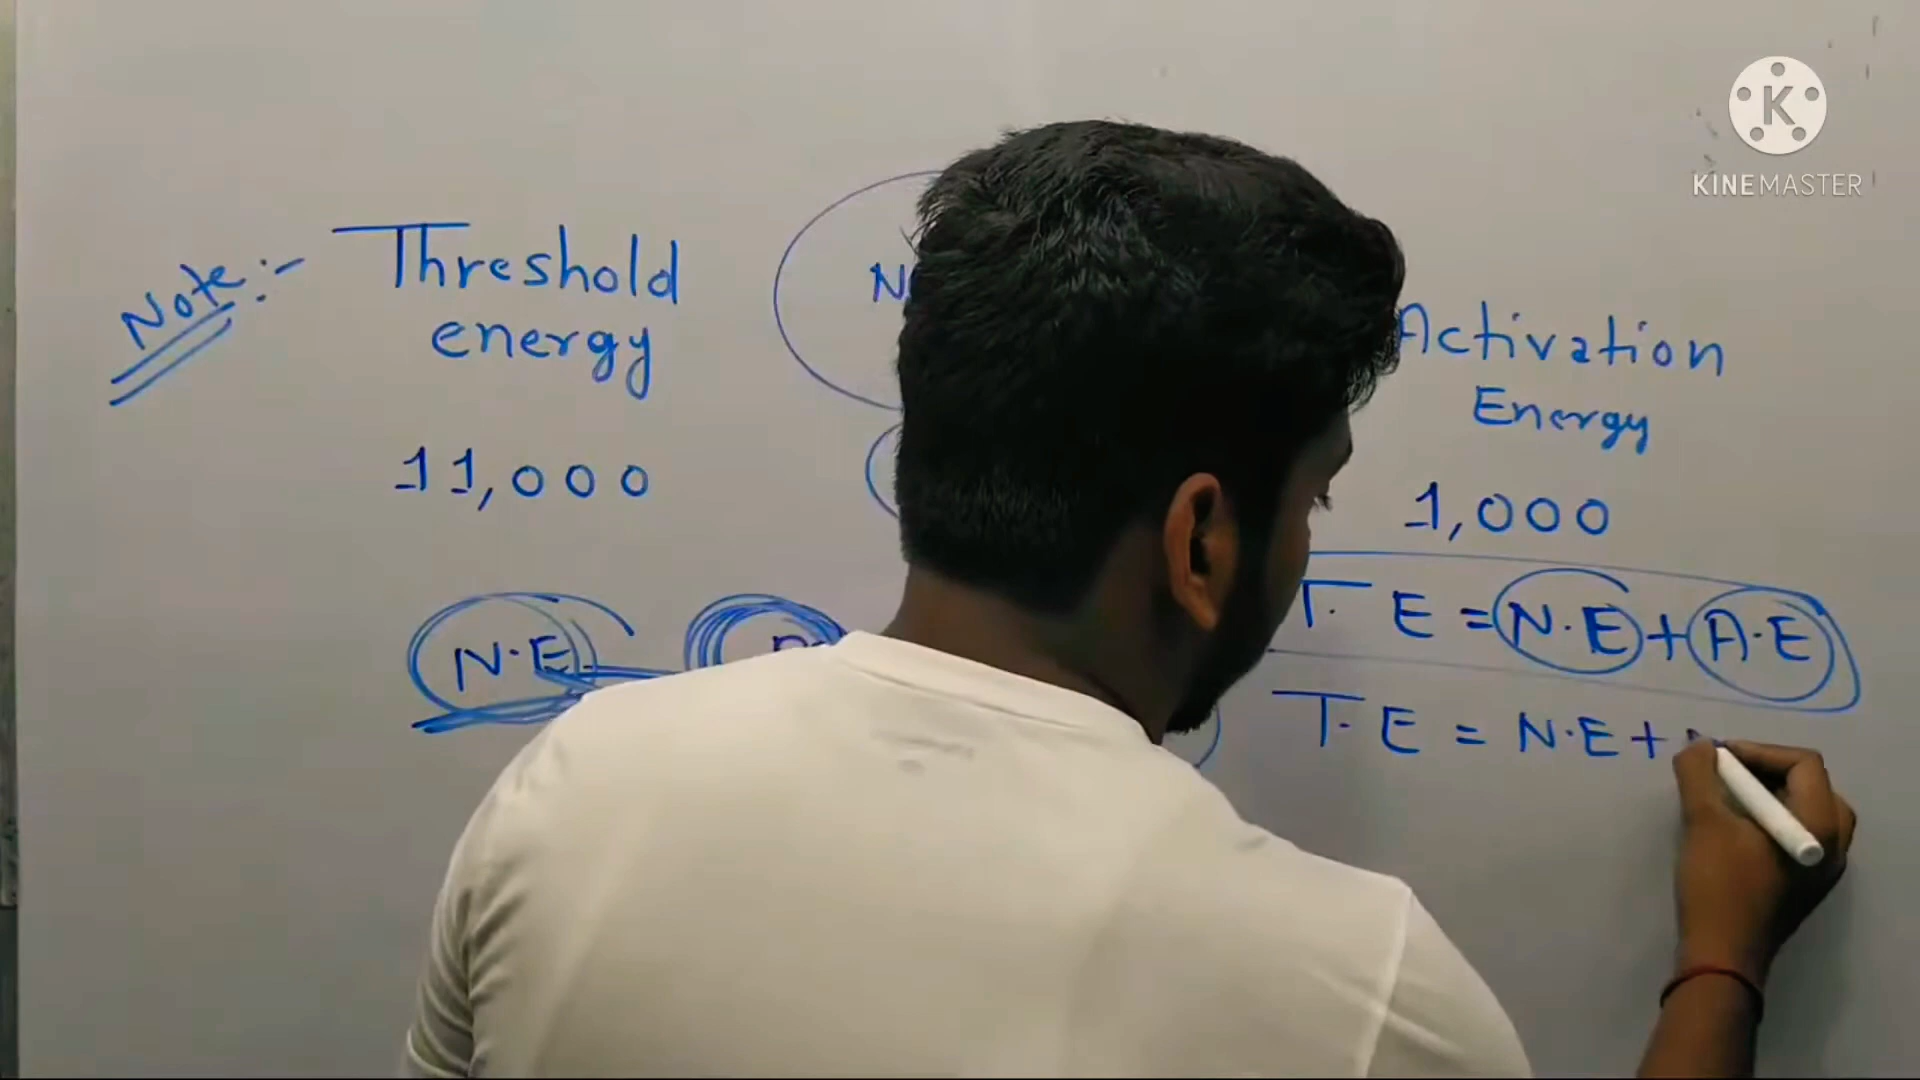 K
KINEMASTER
Note:-
Threshold
energy
Activation
Energy
11,000
1,000
N.E
T. E = N.E + A.E
T. E = N.E +